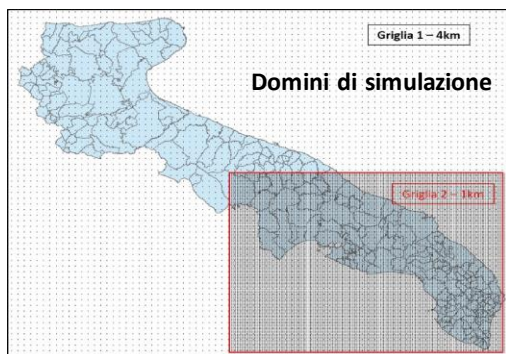 Griglia 1 – 4km
Domini di simulazione
Griglia 2 – 1km